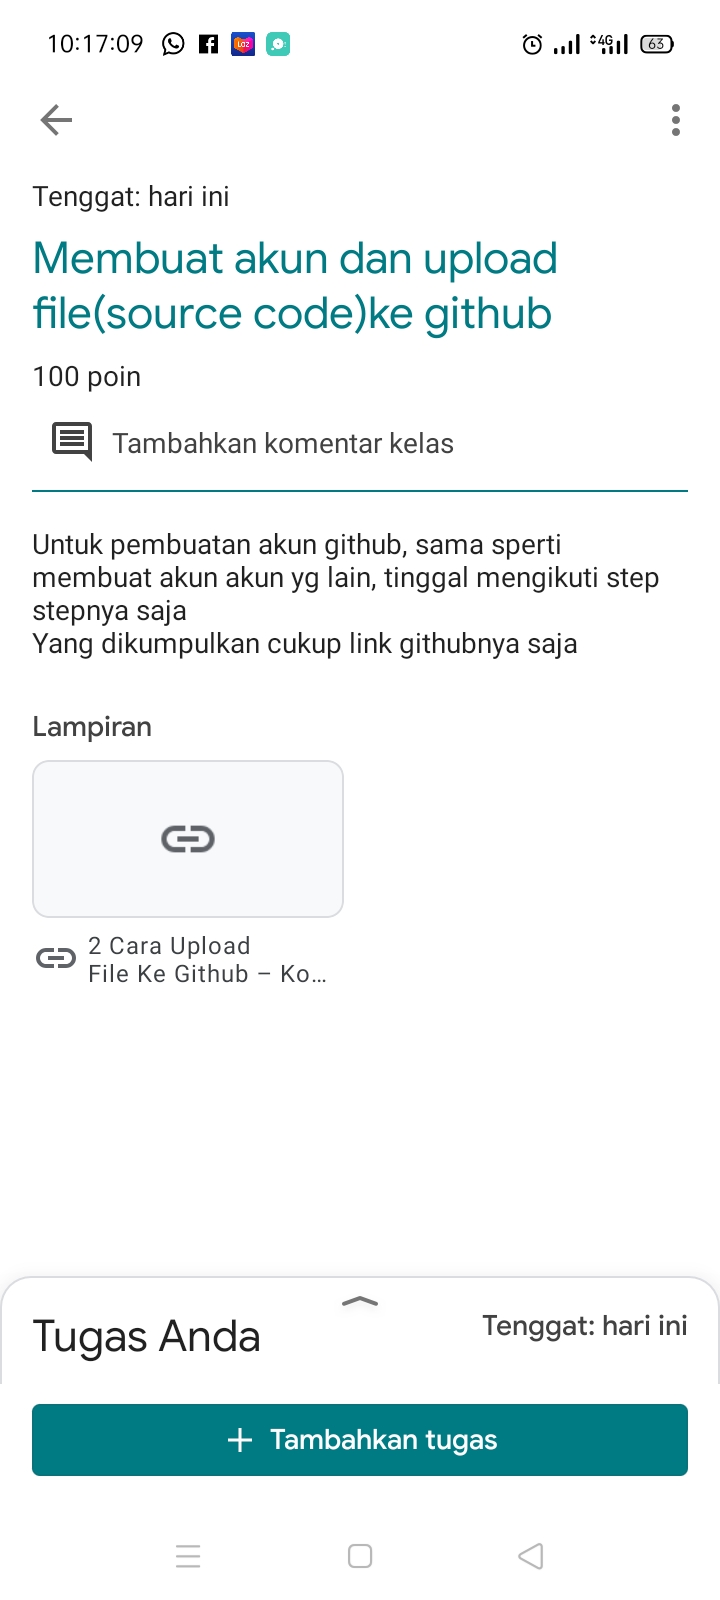 10:17:09
4G
63
Tenggat: hari ini
Membuat akun dan upload
file(source code)ke github
100 poin
Tambahkan komentar kelas
Untuk pembuatan akun github, sama sperti
membuat akun akun yg lain, tinggal mengikuti step
stepnya saja
Yang dikumpulkan cukup link githubnya saja
Lampiran
2 Cara Upload
File Ke Github – Ko...
Tugas Anda
Tenggat: hari ini
Tambahkan tugas